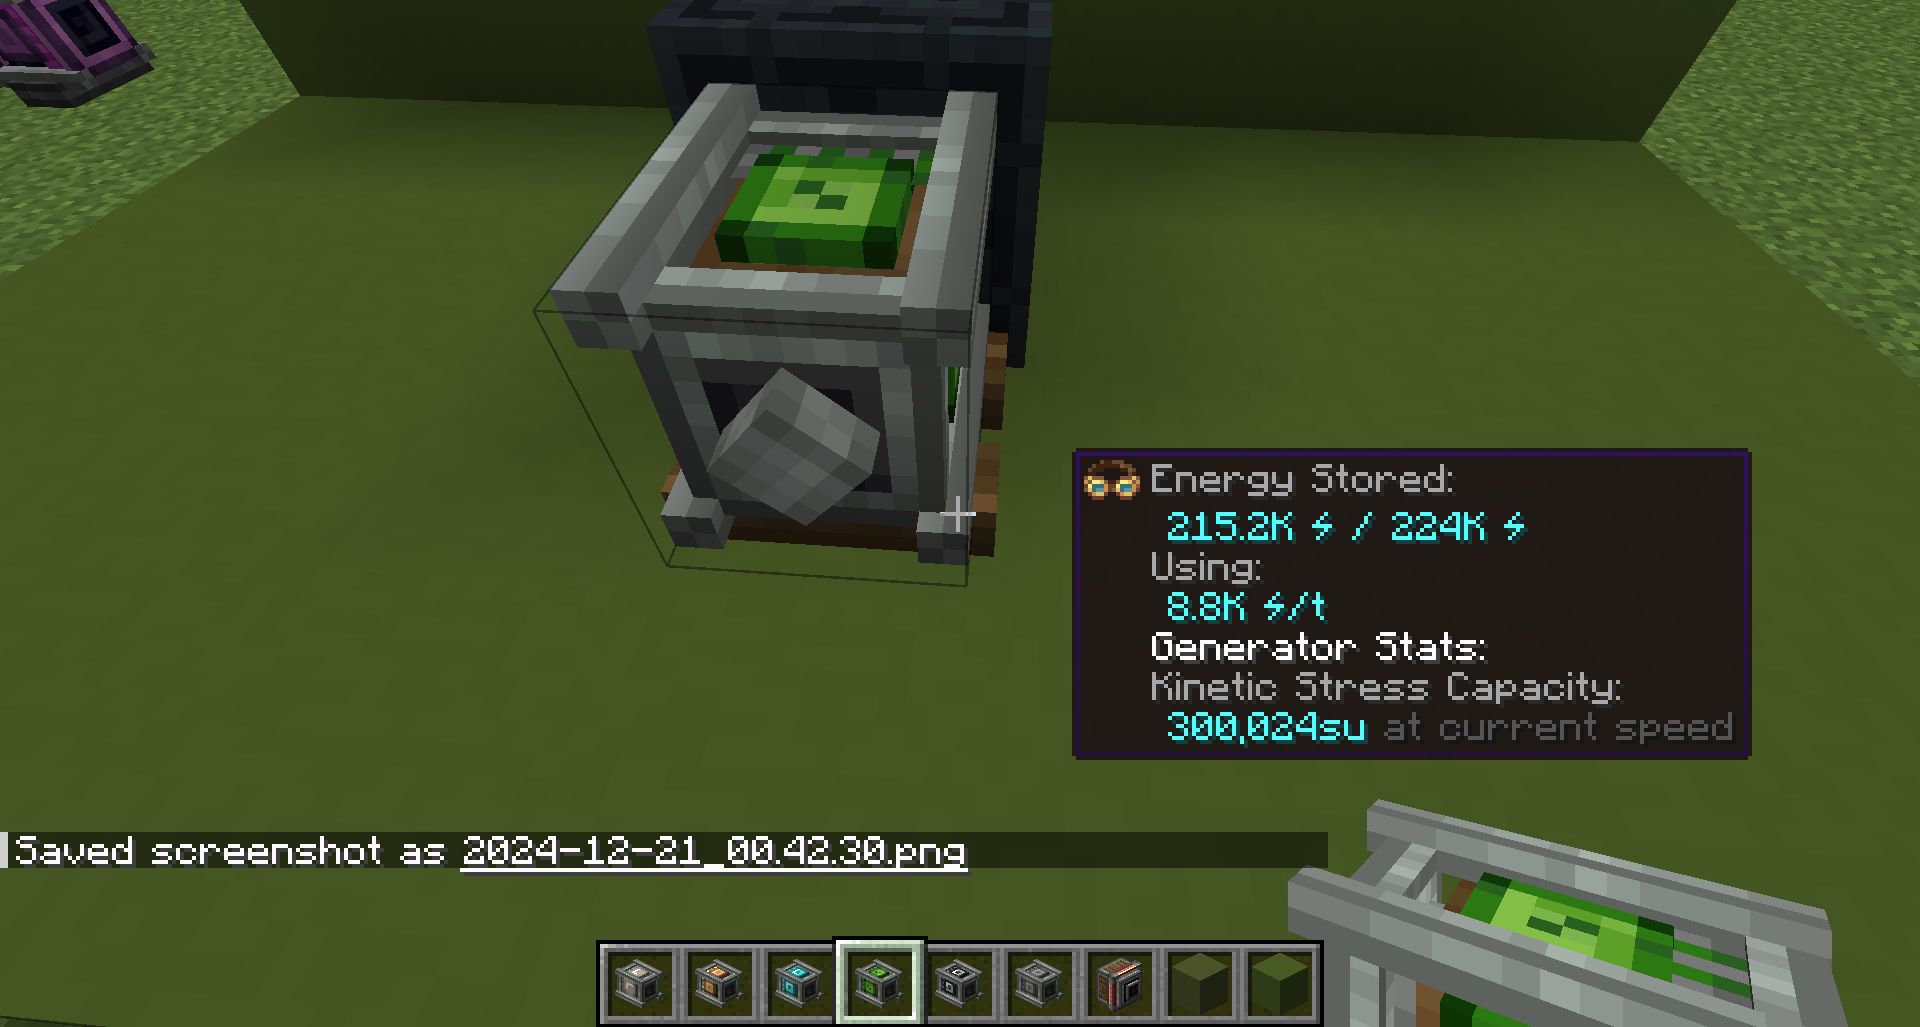 Energy Stored:
215.2K ⚡ / 224K ⚡
Using:
8.8K ⚡/t
Generator Stats:
Kinetic Stress Capacity:
300,024su at current speed
Saved screenshot as 2024-12-21_00.42.30.png